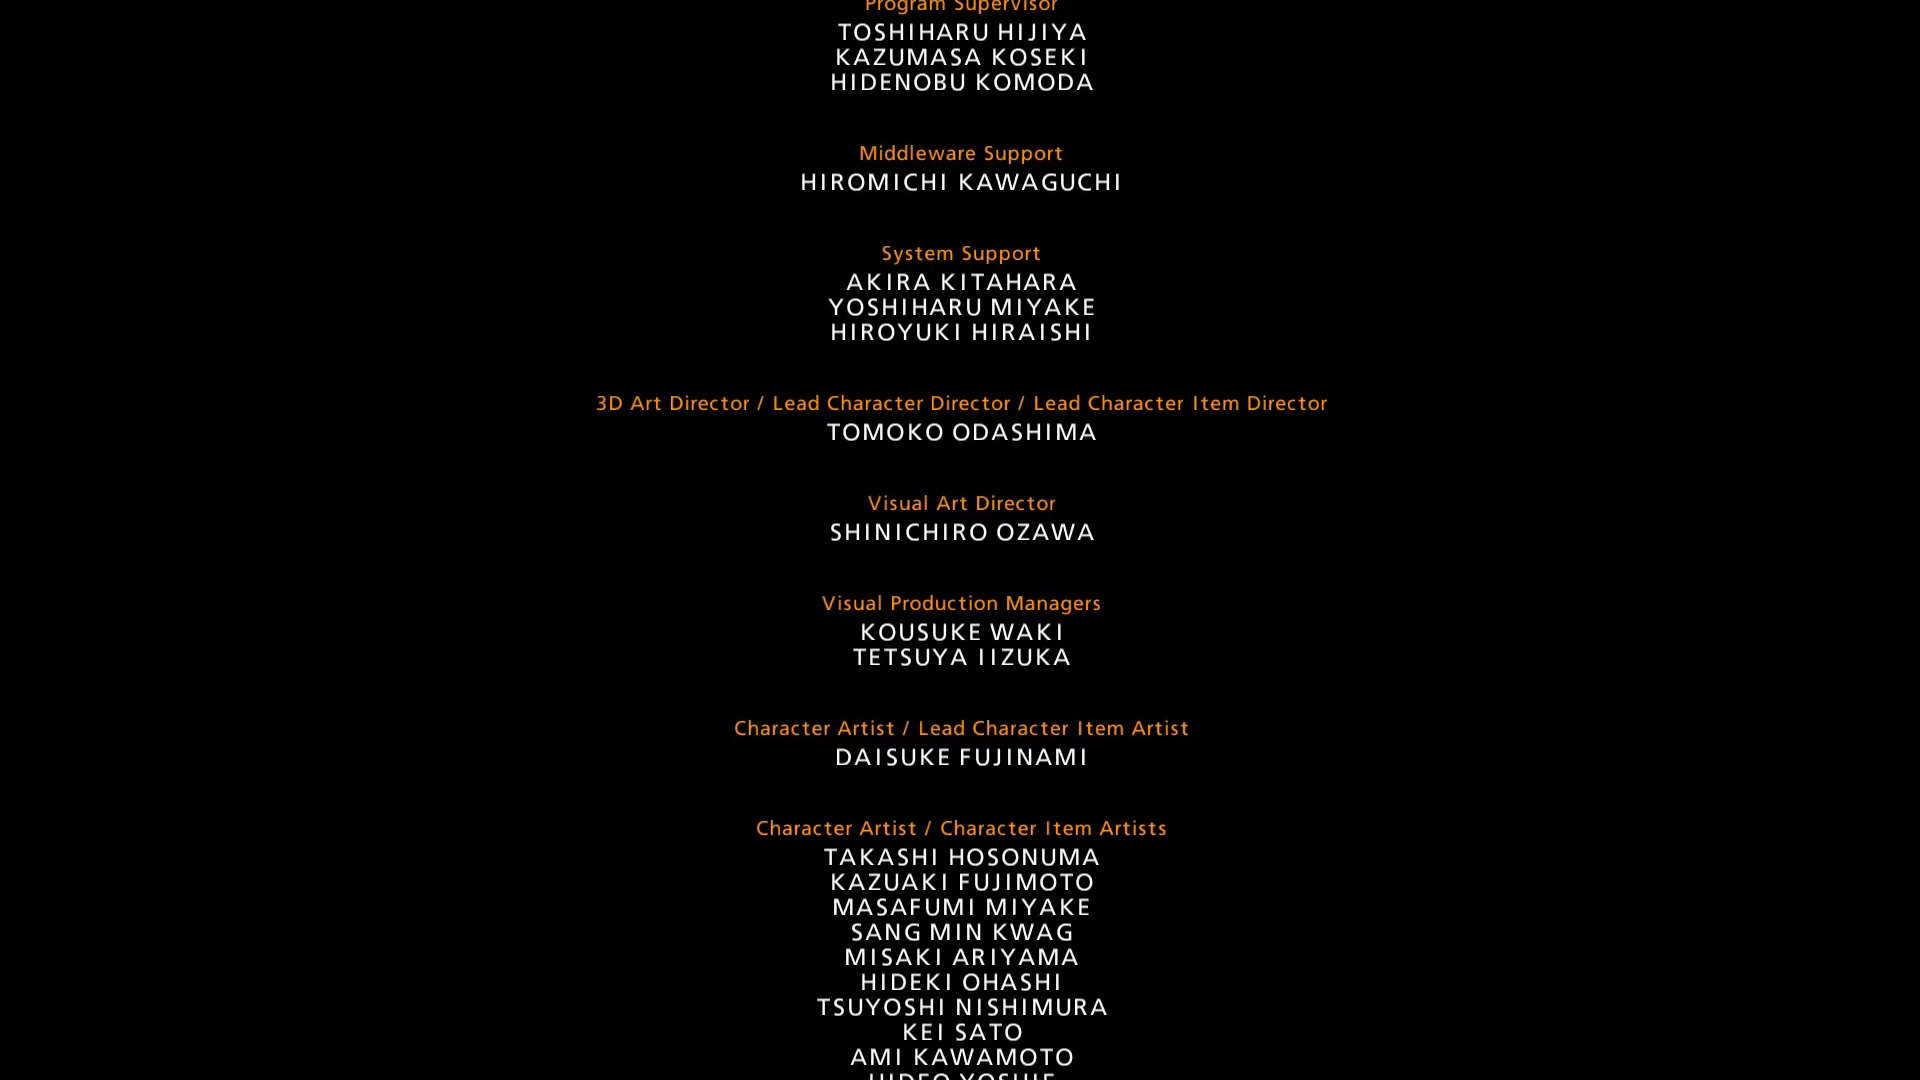 Program Supervisor
TOSHIHARU HIJIYA
KAZUMASA KOSEKI
HIDENOBU KOMODA
Middleware Support
HIROMICHI KAWAGUCHI
System Support
AKIRA KITAHARA
YOSHIHARU MIYAKE
HIROYUKI HIRAISHI
3D Art Director / Lead Character Director / Lead Character Item Director
TOMOKO ODASHIMA
Visual Art Director
SHINICHIRO OZAWA
Visual Production Managers
KOUSUKE WAKI
TETSUYA IIZUKA
Character Artist / Lead Character Item Artist
DAISUKE FUJINAMI
Character Artist / Character Item Artists
TAKASHI HOSONUMA
KAZUAKI FUJIMOTO
MASAFUMI MIYAKE
SANG MIN KWAG
MISAKI ARIYAMA
HIDEKI OHASHI
TSUYOSHI NISHIMURA
KEI SATO
AMI KAWAMOTO
HIDEO YOSHIE